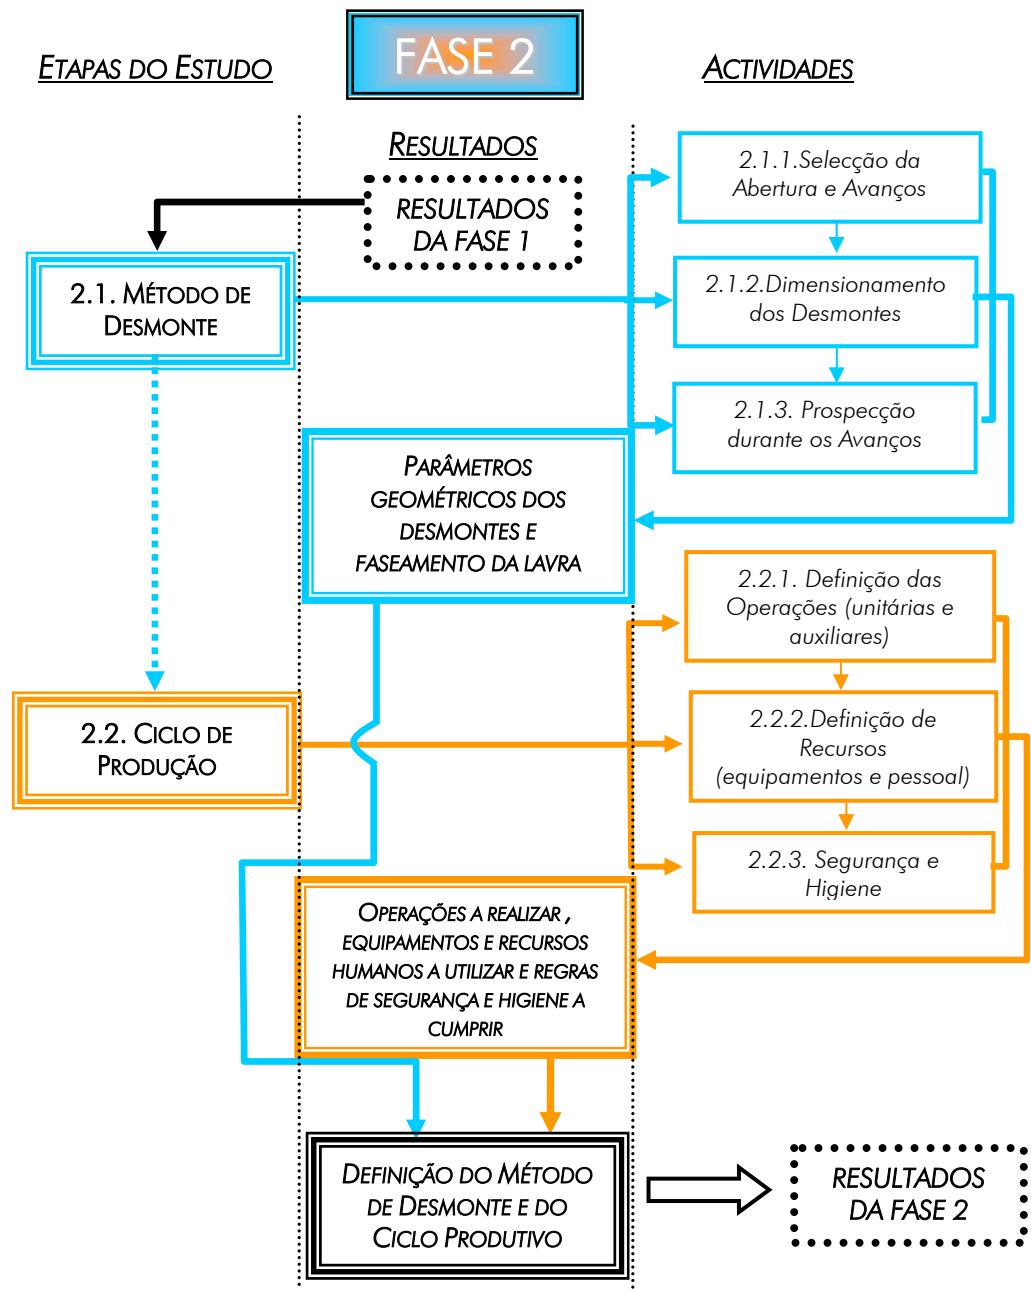 FASE 2
ETAPAS DO ESTUDO
ACTIVIDADES
RESULTADOS
RESULTADOS
DA FASE 1
2.1. MÉTODO DE
DESMONTE
2.1.1.Selecção da
Abertura e Avanços
2.1.2.Dimensionamento
dos Desmontes
2.1.3. Prospecção
durante os Avanços
PARÂMETROS
GEOMÉTRICOS DOS
DESMONTES E
FASEAMENTO DA LAVRA
2.2. CICLO DE
PRODUÇÃO
2.2.1. Definição das
Operações (unitárias e
auxiliares)
2.2.2.Definição de
Recursos
(equipamentos e pessoal)
2.2.3. Segurança e
Higiene
OPERAÇÕES A REALIZAR ,
EQUIPAMENTOS E RECURSOS
HUMANOS A UTILIZAR E REGRAS
DE SEGURANÇA E HIGIENE A
CUMPRIR
DEFINIÇÃO DO MÉTODO
DE DESMONTE E DO
CICLO PRODUTIVO
RESULTADOS
DA FASE 2